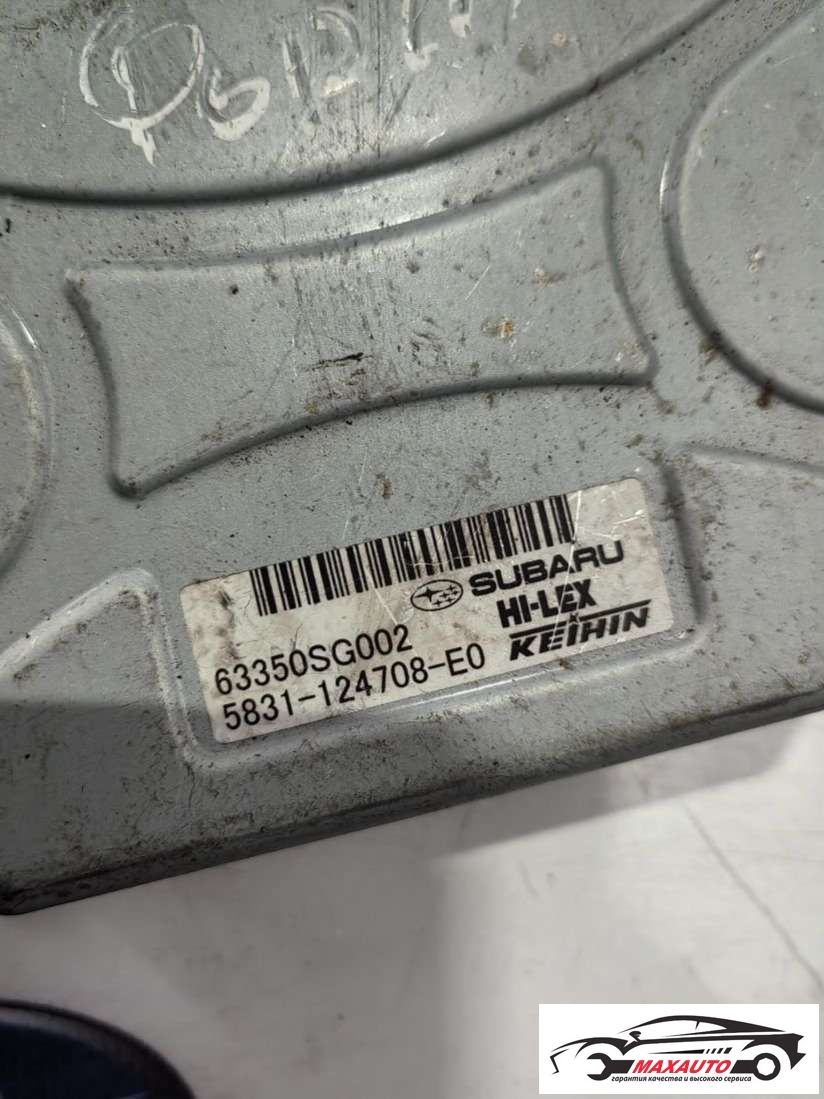 SUBARU
HI-LEX
KEIHIN
63350SG002
5831-124708-E0
MAXAUTO
гарантия качества и высокого сервиса